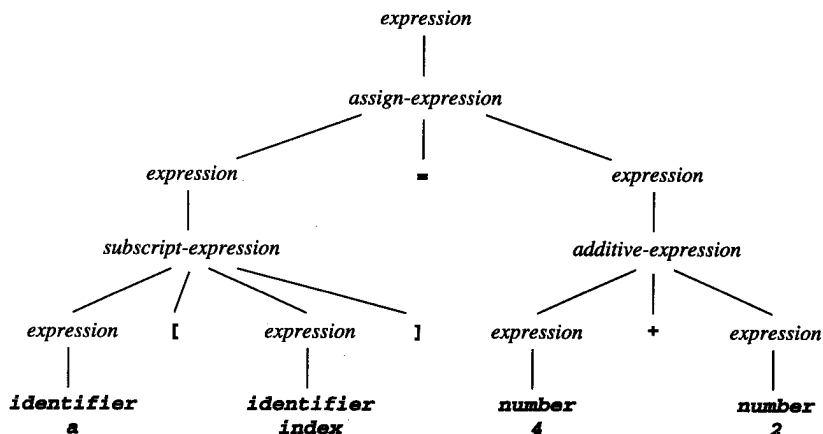 expression
assign-expression
expression = expression
subscript-expression additive-expression
expression [ expression ] expression + expression
identifier identifier number number
a index 4 2